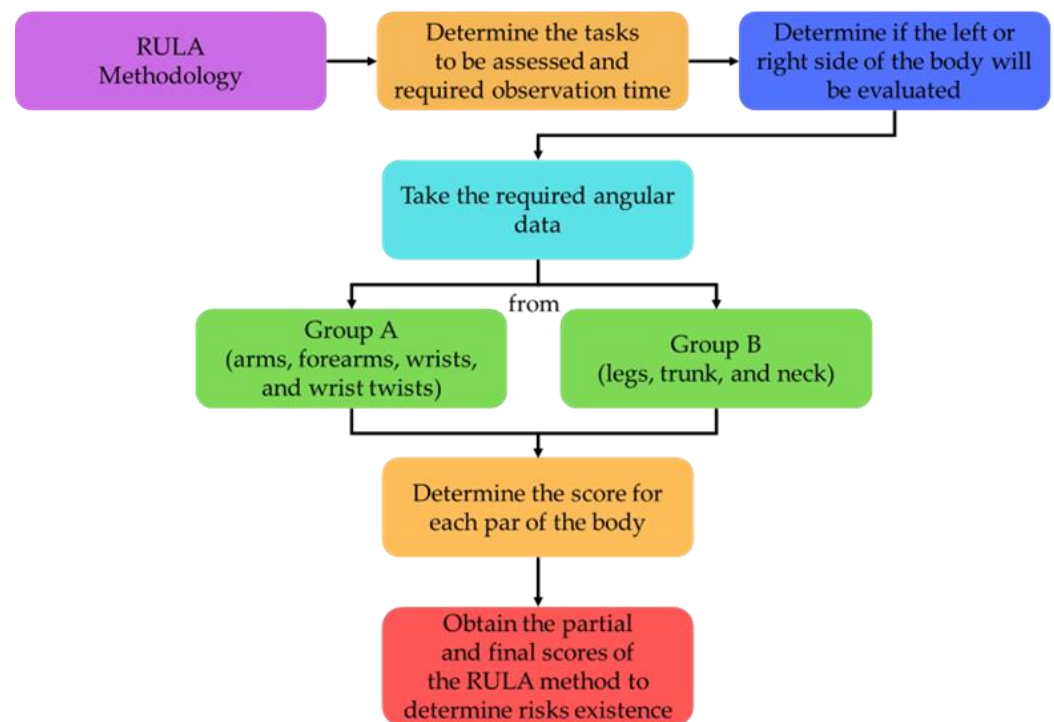 RULA
Methodology
Determine the tasks
to be assessed and
required observation time
Determine if the left or
right side of the body will
be evaluated
Take the required angular
data
from
Group A
(arms, forearms, wrists,
and wrist twists)
Group B
(legs, trunk, and neck)
Determine the score for
each par of the body
Obtain the partial
and final scores of
the RULA method to
determine risks existence